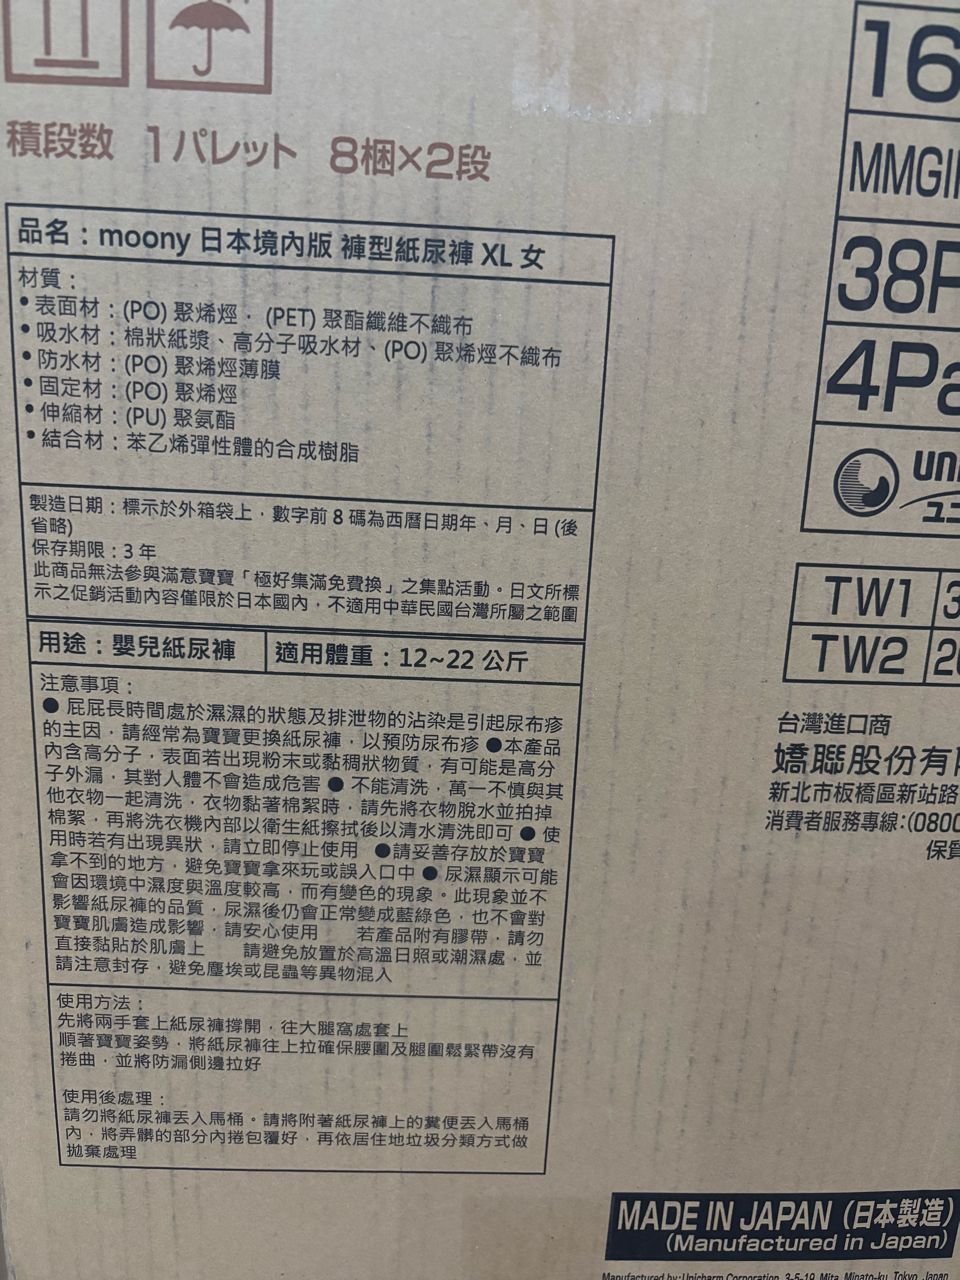 積段数 1パレット 8梱×2段
品名：moony 日本境內版 褲型紙尿褲 XL 女
材質：
• 表面材：(PO) 聚烯烴．(PET) 聚酯纖維不織布
• 吸水材：棉狀紙漿、高分子吸水材、(PO) 聚烯烴不織布
• 防水材：(PO) 聚烯烴薄膜
• 固定材：(PO) 聚烯烴
• 伸縮材：(PU) 聚氨酯
• 結合材：苯乙烯彈性體的合成樹脂
製造日期：標示於外箱袋上，數字前 8 碼為西曆日期年、月、日 (後
省略)
保存期限：3 年
此商品無法參與滿意寶寶「極好集滿免費換」之集點活動。日文所標
示之促銷活動內容僅限於日本國內，不適用中華民國台灣所屬之範圍
用途：嬰兒紙尿褲
適用體重：12~22 公斤
注意事項：
● 屁屁長時間處於濕濕的狀態及排泄物的沾染是引起尿布疹
的主因，請經常為寶寶更換紙尿褲，以預防尿布疹 ●本產品
內含高分子，表面若出現粉末或黏稠狀物質，有可能是高分
子外漏，其對人體不會造成危害 ● 不能清洗，萬一不慎與其
他衣物一起清洗，衣物黏著棉絮時，請先將衣物脫水並拍掉
棉絮，再將洗衣機內部以衛生紙擦拭後以清水清洗即可 ● 使
用時若有出現異狀，請立即停止使用 ●請妥善存放於寶寶
拿不到的地方，避免寶寶拿來玩或誤入口中 ● 尿濕顯示可能
會因環境中濕度與溫度較高，而有變色的現象。此現象並不
影響紙尿褲的品質，尿濕後仍會正常變成藍綠色，也不會對
寶寶肌膚造成影響，請安心使用 若產品附有膠帶，請勿
直接黏貼於肌膚上 請避免放置於高溫日照或潮濕處，並
請注意封存，避免塵埃或昆蟲等異物混入
使用方法：
先將兩手套上紙尿褲撐開，往大腿窩處套上
順著寶寶姿勢，將紙尿褲往上拉確保腰圍及腿圍鬆緊帶沒有
捲曲，並將防漏側邊拉好
使用後處理：
請勿將紙尿褲丟入馬桶。請將附著紙尿褲上的糞便丟入馬桶
內，將弄髒的部分內捲包覆好，再依居住地垃圾分類方式做
拋棄處理
16
MMGI
38P
4Pa
uni
ユニ
TW1 3
TW2 2
台灣進口商
嬌聯股份有
新北市板橋區新站路
消費者服務專線：(0800
保質
MADE IN JAPAN (日本製造)
(Manufactured in Japan)
Manufactured by: Unicharm Corporation 3-5-19, Mita, Minato-ku, Tokyo, Japan